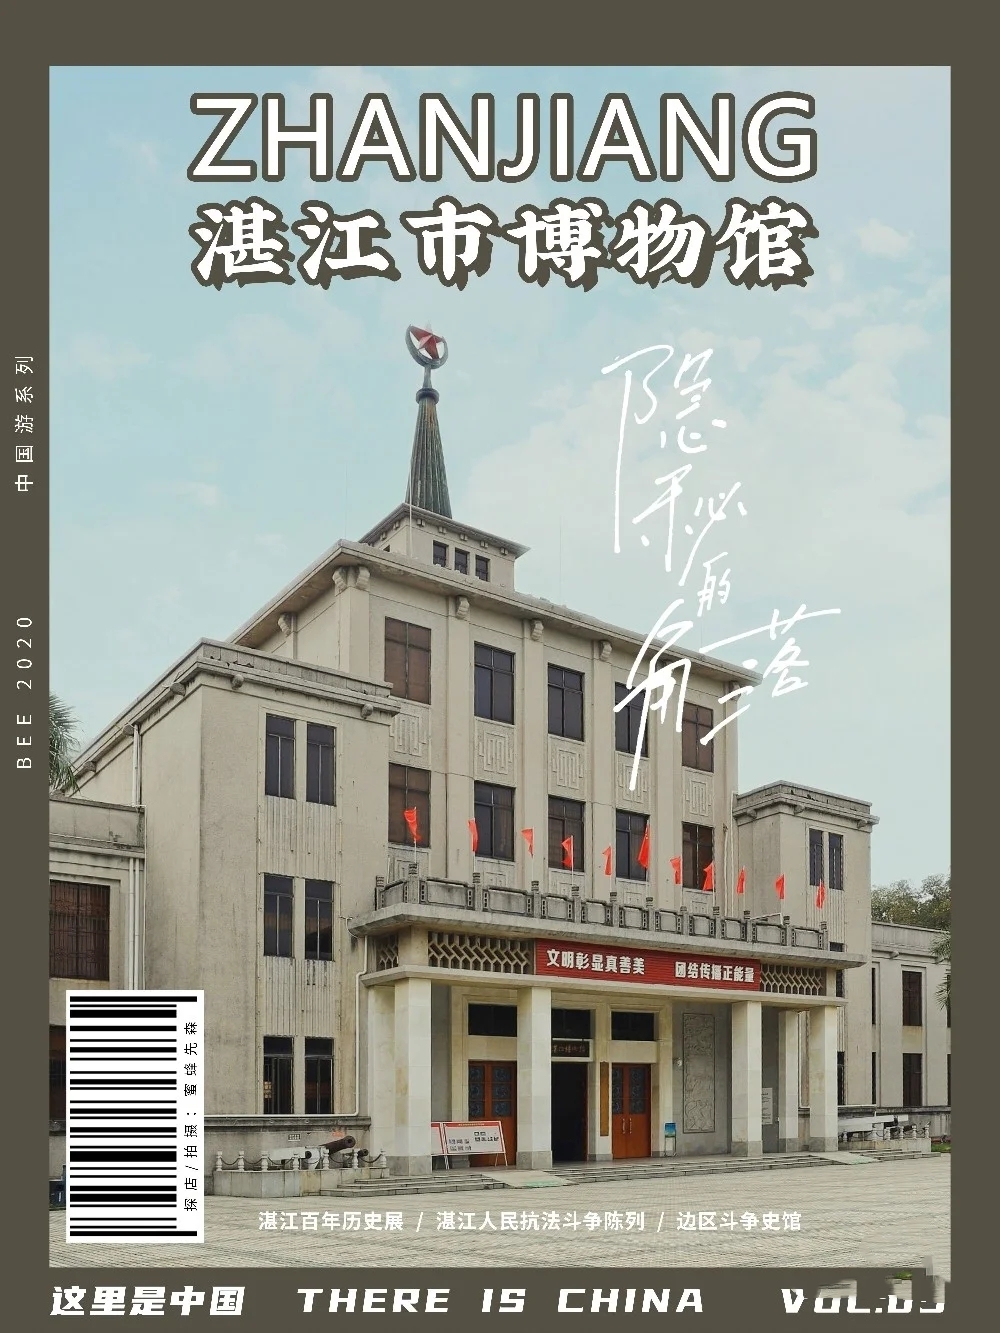 ZHANJIANG
湛江市博物馆
隐秘的角落
中国游系列
BEE 2020
文明彰显真善美 团结传播正能量
探店/拍摄：蜜蜂先森
湛江百年历史展 / 湛江人民抗法斗争陈列 / 边区斗争史馆
这里是中国 THERE IS CHINA